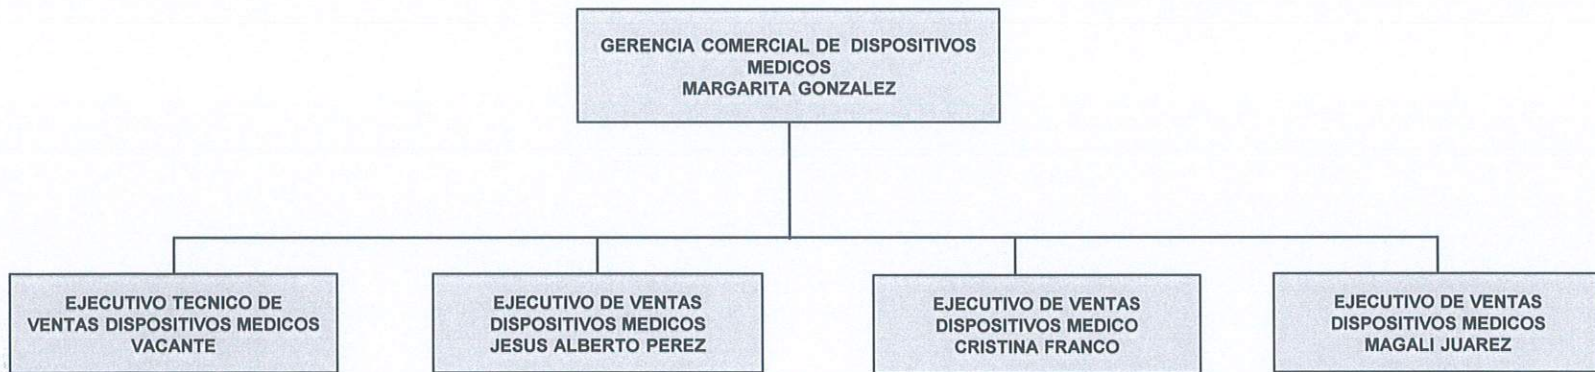 GERENCIA COMERCIAL DE DISPOSITIVOS
MEDICOS
MARGARITA GONZALEZ
EJECUTIVO TECNICO DE
VENTAS DISPOSITIVOS MEDICOS
VACANTE
EJECUTIVO DE VENTAS
DISPOSITIVOS MEDICOS
JESUS ALBERTO PEREZ
EJECUTIVO DE VENTAS
DISPOSITIVOS MEDICO
CRISTINA FRANCO
EJECUTIVO DE VENTAS
DISPOSITIVOS MEDICOS
MAGALI JUAREZ